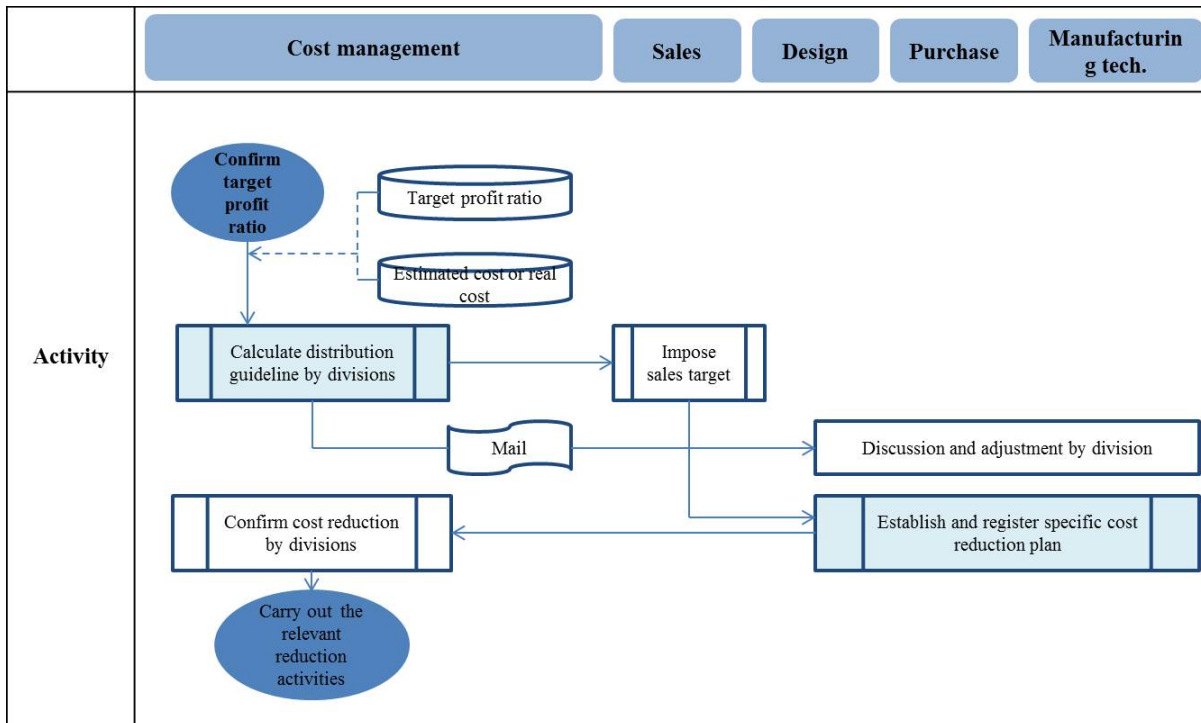 Cost management
Sales
Design
Purchase
Manufacturin
g tech.
Activity
Confirm
target
profit
ratio
Target profit ratio
Estimated cost or real
cost
Calculate distribution
guideline by divisions
Impose
sales target
Mail
Discussion and adjustment by division
Confirm cost reduction
by divisions
Establish and register specific cost
reduction plan
Carry out the
relevant
reduction
activities